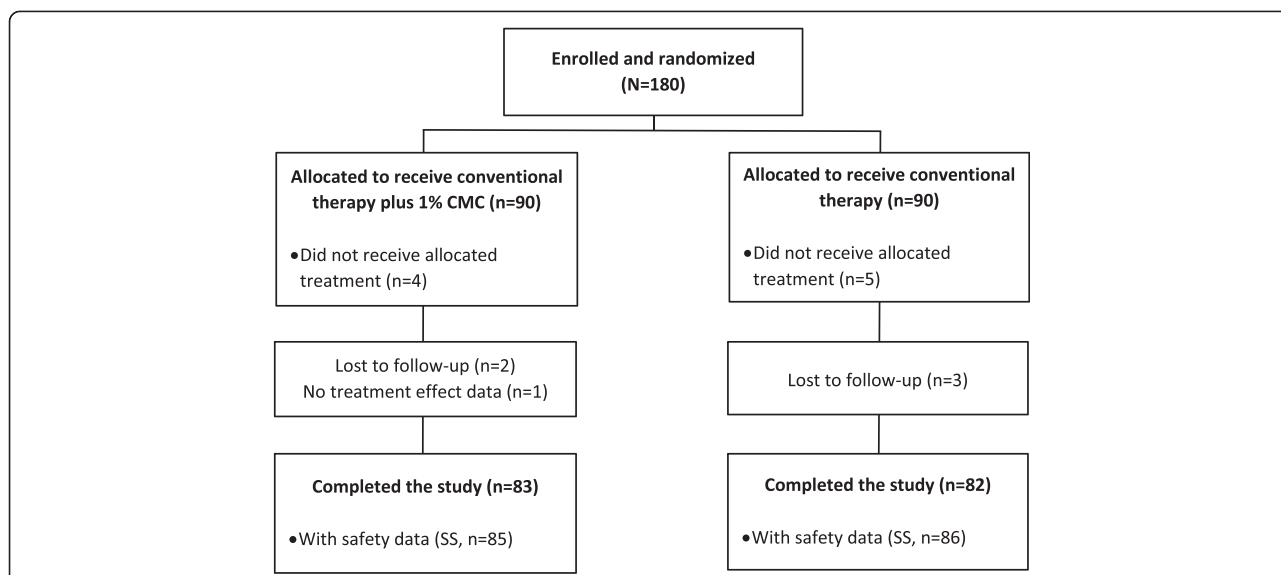 Enrolled and randomized
(N=180)
Allocated to receive conventional
therapy plus 1% CMC (n=90)
•Did not receive allocated
treatment (n=4)
Allocated to receive conventional
therapy (n=90)
•Did not receive allocated
treatment (n=5)
Lost to follow-up (n=2)
No treatment effect data (n=1)
Lost to follow-up (n=3)
Completed the study (n=83)
•With safety data (SS, n=85)
Completed the study (n=82)
•With safety data (SS, n=86)